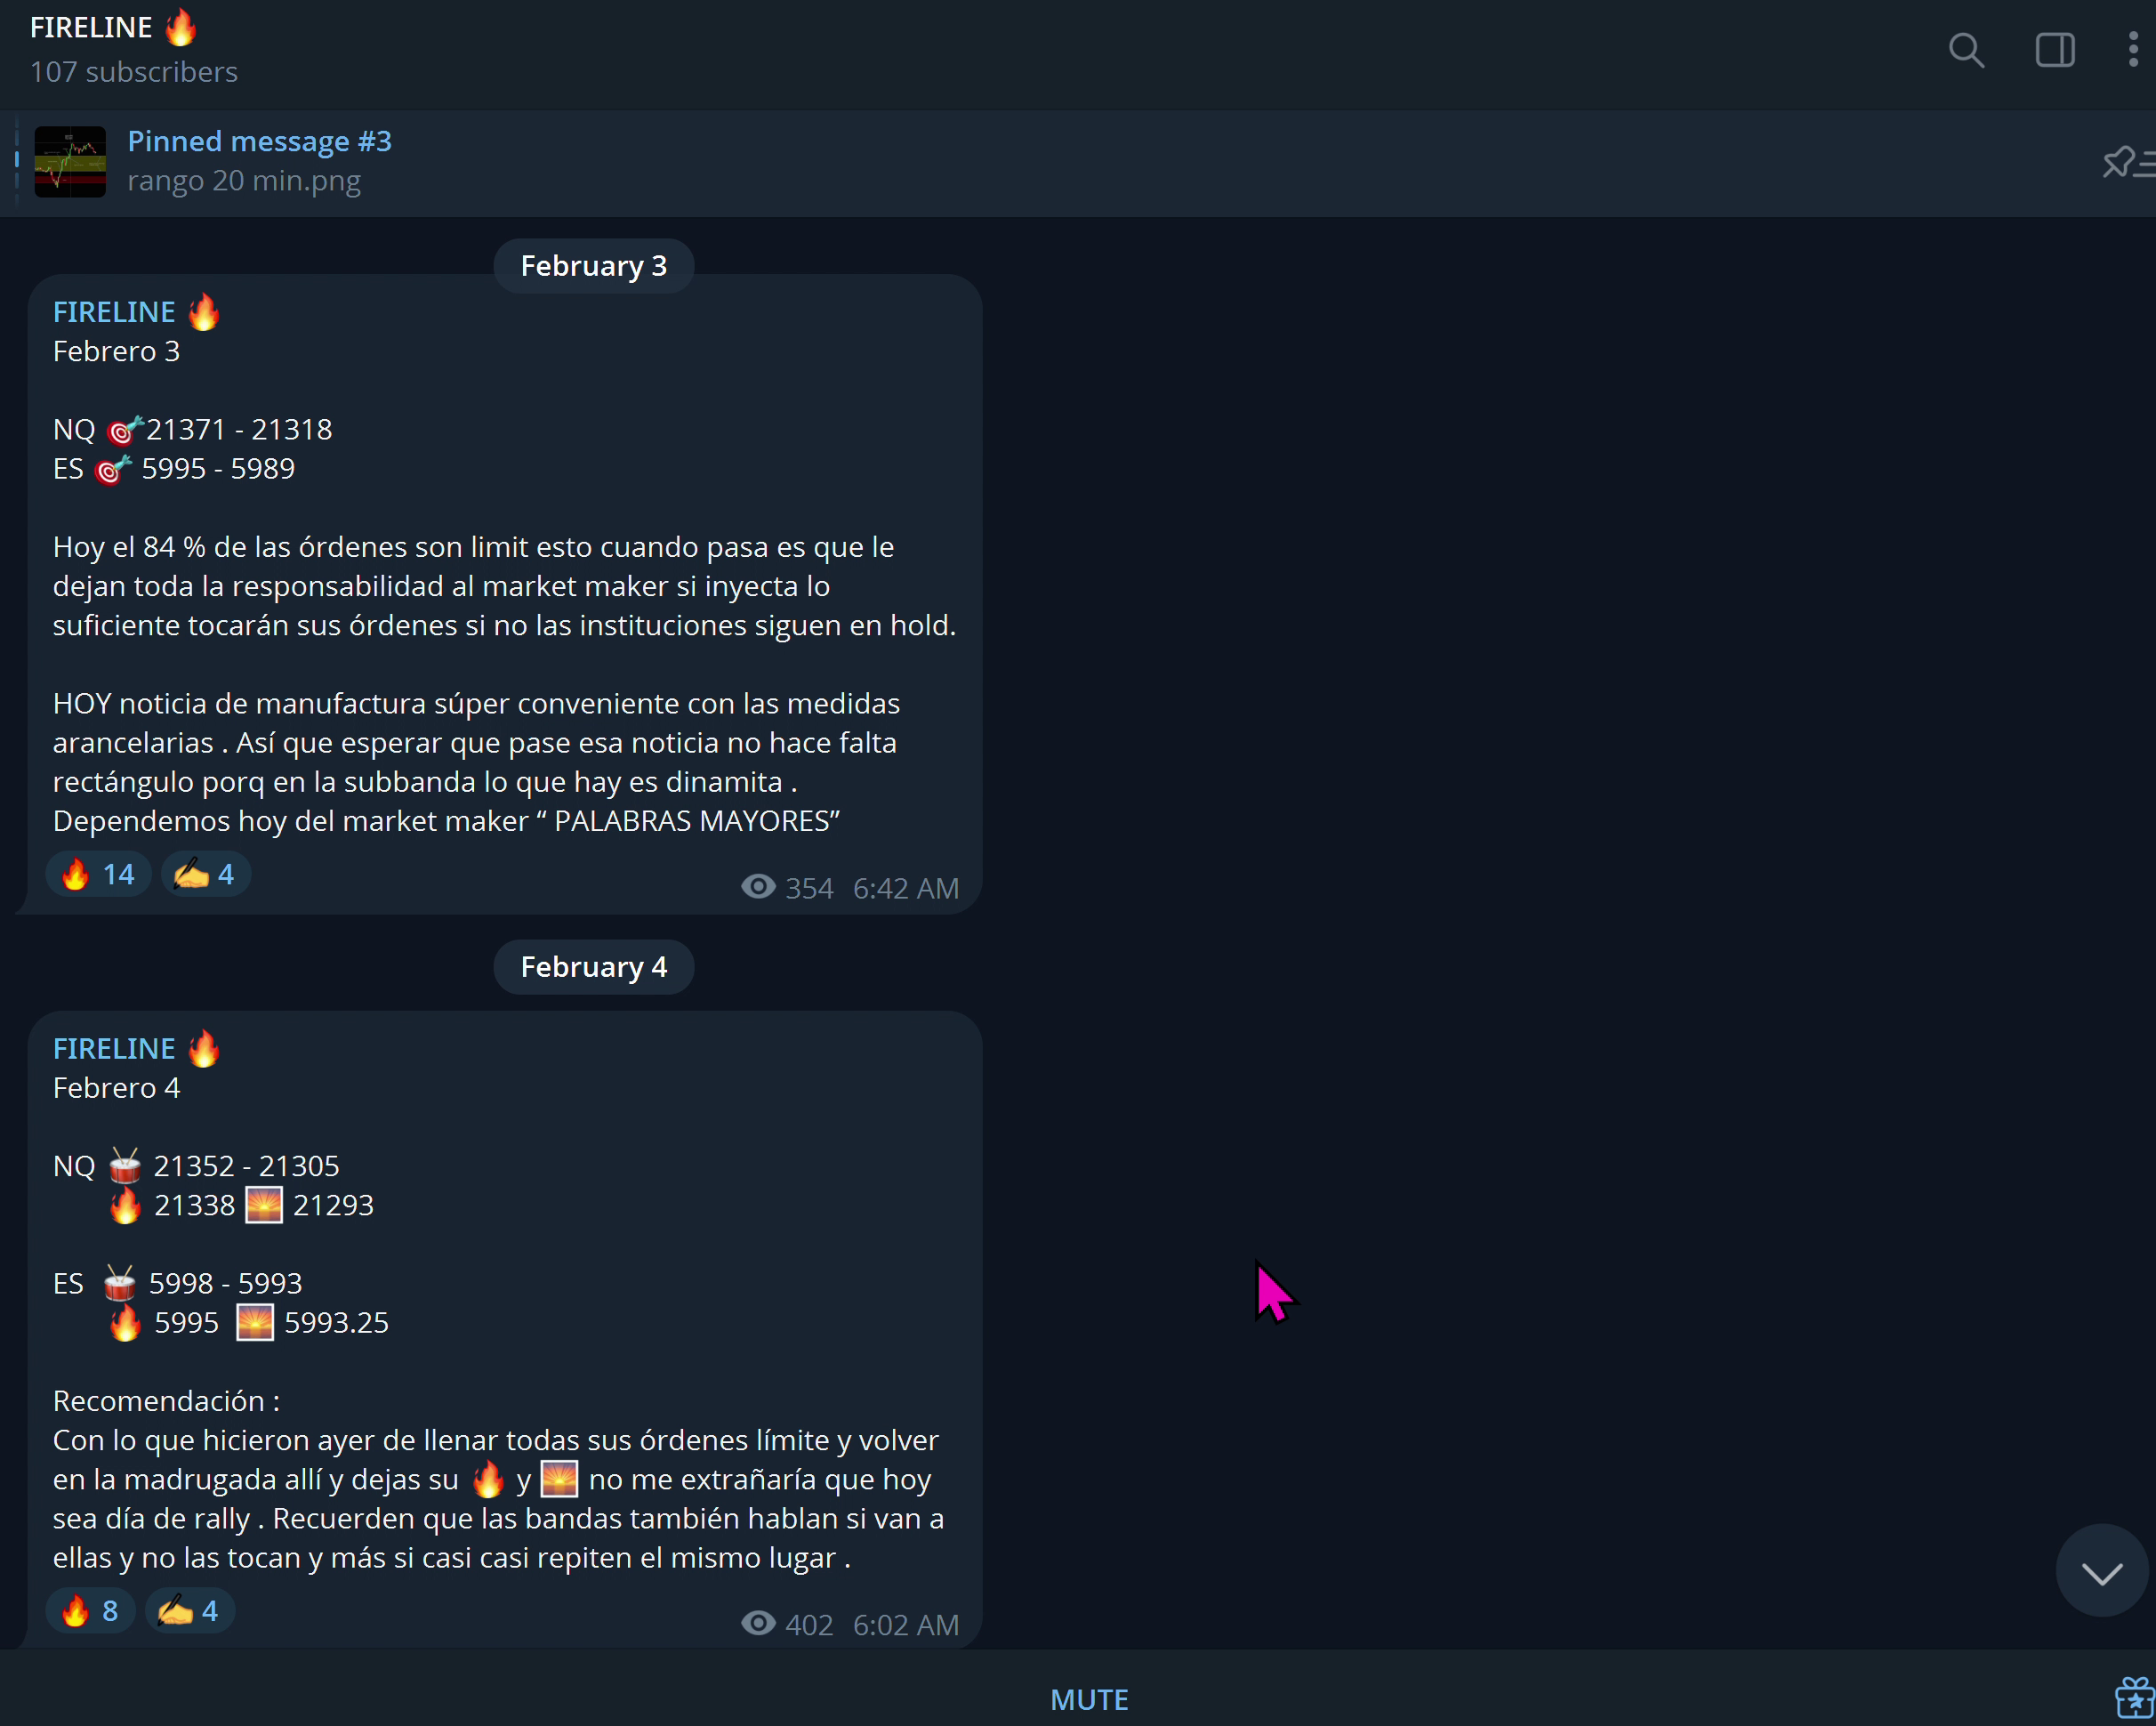 FIRELINE 🔥
107 subscribers
Pinned message #3
rango 20 min.png
February 3
FIRELINE 🔥
Febrero 3
NQ 🎯21371 - 21318
ES 🎯 5995 - 5989
Hoy el 84 % de las órdenes son limit esto cuando pasa es que le
dejan toda la responsabilidad al market maker si inyecta lo
suficiente tocarán sus órdenes si no las instituciones siguen en hold.
HOY noticia de manufactura súper conveniente con las medidas
arancelarias . Así que esperar que pase esa noticia no hace falta
rectángulo porq en la subbanda lo que hay es dinamita .
Dependemos hoy del market maker “ PALABRAS MAYORES”
🔥 14 ✍️ 4
354 6:42 AM
February 4
FIRELINE 🔥
Febrero 4
NQ 🥁 21352 - 21305
🔥 21338 🌅 21293
ES 🥁 5998 - 5993
🔥 5995 🌅 5993.25
Recomendación :
Con lo que hicieron ayer de llenar todas sus órdenes límite y volver
en la madrugada allí y dejas su 🔥 y 🌅 no me extrañaría que hoy
sea día de rally . Recuerden que las bandas también hablan si van a
ellas y no las tocan y más si casi casi repiten el mismo lugar .
🔥 8 ✍️ 4
402 6:02 AM
MUTE